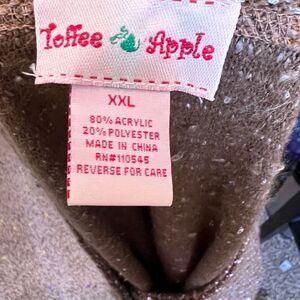 Toffee Apple
XXL
80% ACRYLIC
20% POLYESTER
MADE IN CHINA
RN#110545
REVERSE FOR CARE